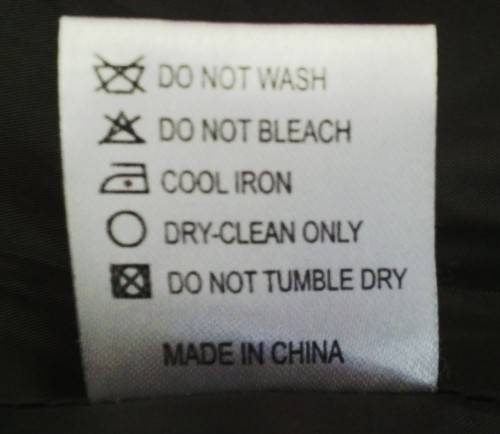 DO NOT WASH
DO NOT BLEACH
COOL IRON
DRY-CLEAN ONLY
DO NOT TUMBLE DRY
MADE IN CHINA